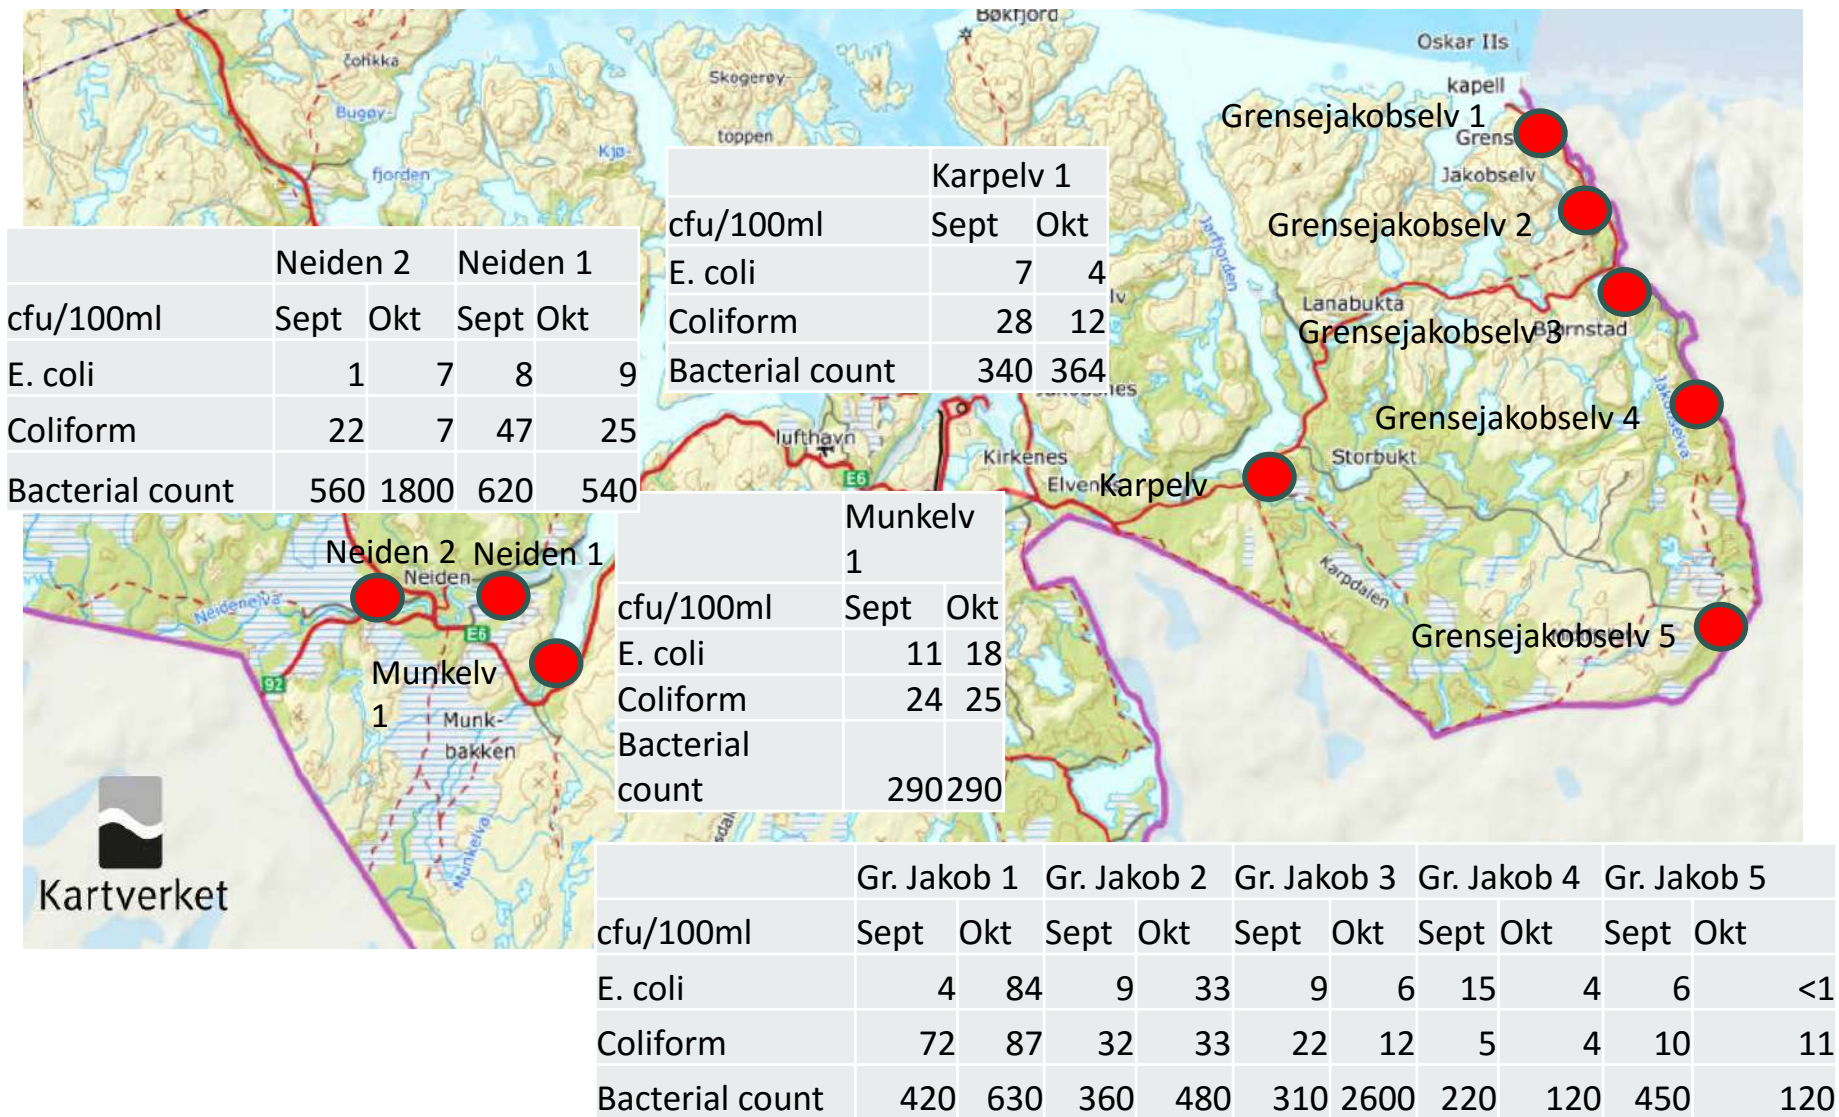 Bøkfjord
Oskar IIs
kapell
čohkka
Skogerøy-
toppen
Bugøy-
fjorden
Kjø-
Grensejakobselv 1
Grense
Jakobselv
Grensejakobselv 2
Jarfjorden
Lanabukta
Grensejakobselv 3
Bjørnstad
Jakobselva
Grensejakobselv 4
Karpelv 1
cfu/100ml Sept Okt
E. coli 7 4
Coliform 28 12
Bacterial count 340 364
Neiden 2 Neiden 1
cfu/100ml Sept Okt Sept Okt
E. coli 1 7 8 9
Coliform 22 7 47 25
Bacterial count 560 1800 620 540
lufthavn
E6
Kirkenes
Storbukt
Karpelv
Karpdalen
Grensejakobselv 5
Neiden 2 Neiden 1
Neiden
Neidenelva
E6
92
Munkelv
1
Munk-
bakken
Munkelva
Munkelv
1
cfu/100ml Sept Okt
E. coli 11 18
Coliform 24 25
Bacterial
count 290 290
Kartverket
Gr. Jakob 1 Gr. Jakob 2 Gr. Jakob 3 Gr. Jakob 4 Gr. Jakob 5
cfu/100ml Sept Okt Sept Okt Sept Okt Sept Okt Sept Okt
E. coli 4 84 9 33 9 6 15 4 6 <1
Coliform 72 87 32 33 22 12 5 4 10 11
Bacterial count 420 630 360 480 310 2600 220 120 450 120